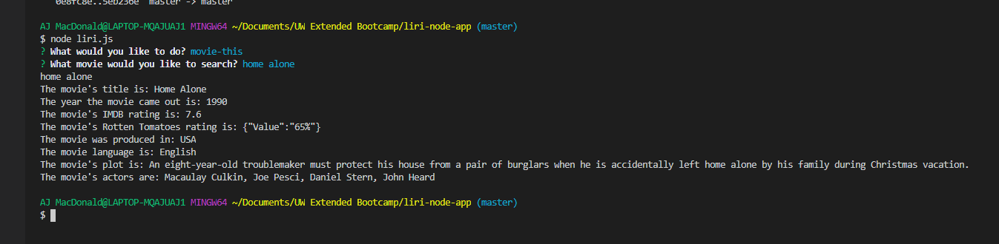 0e8fc8e..5eb236e  master -> master
AJ MacDonald@LAPTOP-MQAJUAJ1 MINGW64 ~/Documents/UW Extended Bootcamp/liri-node-app (master)
$ node liri.js
? What would you like to do? movie-this
? What movie would you like to search? home alone
home alone
The movie's title is: Home Alone
The year the movie came out is: 1990
The movie's IMDB rating is: 7.6
The movie's Rotten Tomatoes rating is: {"Value":"65%"}
The movie was produced in: USA
The movie language is: English
The movie's plot is: An eight-year-old troublemaker must protect his house from a pair of burglars when he is accidentally left home alone by his family during Christmas vacation.
The movie's actors are: Macaulay Culkin, Joe Pesci, Daniel Stern, John Heard
AJ MacDonald@LAPTOP-MQAJUAJ1 MINGW64 ~/Documents/UW Extended Bootcamp/liri-node-app (master)
$